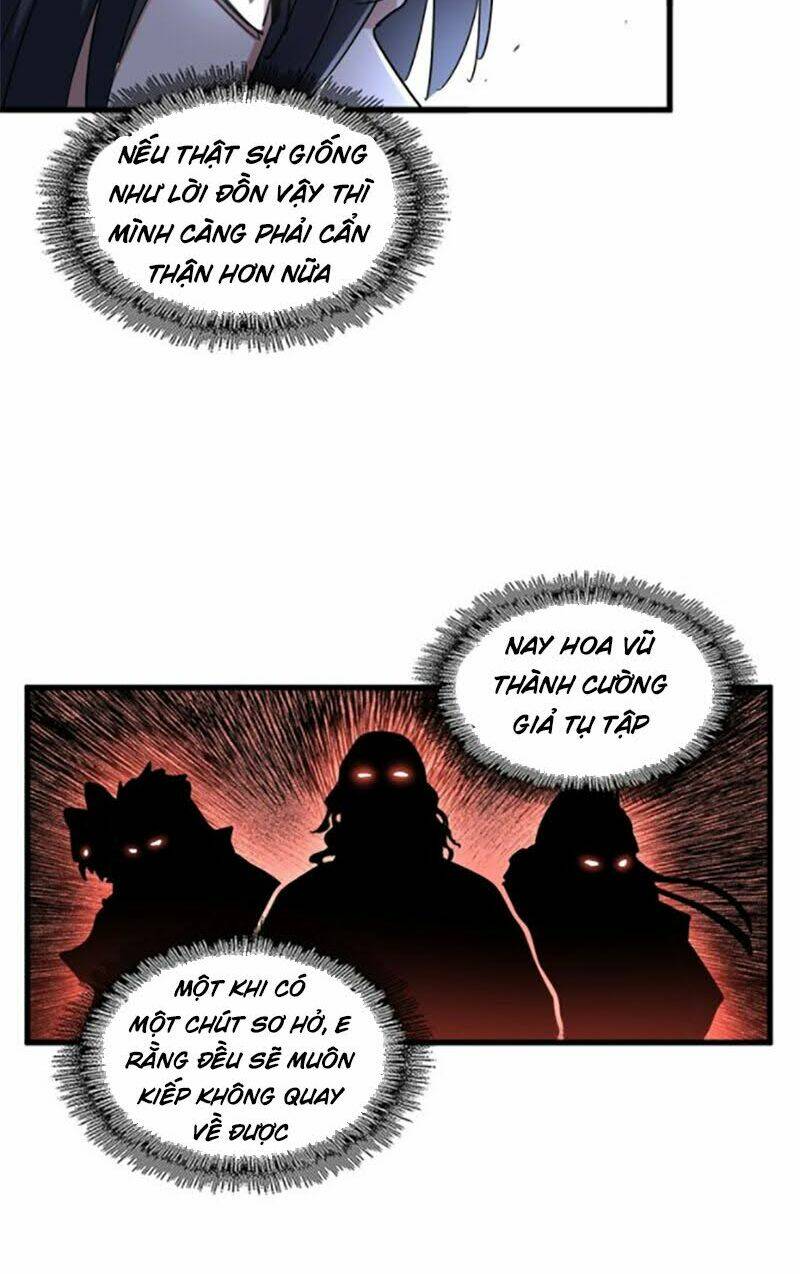 NẾU THẬT SỰ GIỐNG
NHƯ LỜI ĐỒN VẬY THÌ
MÌNH CÀNG PHẢI CẨN
THẬN HƠN NỮA
NAY HOA VŨ
THÀNH CƯỜNG
GIẢ TỤ TẬP
MỘT KHI CÓ
MỘT CHÚT SƠ HỞ, E
RẰNG ĐỀU SẼ MUÔN
KIẾP KHÔNG QUAY
VỀ ĐƯỢC